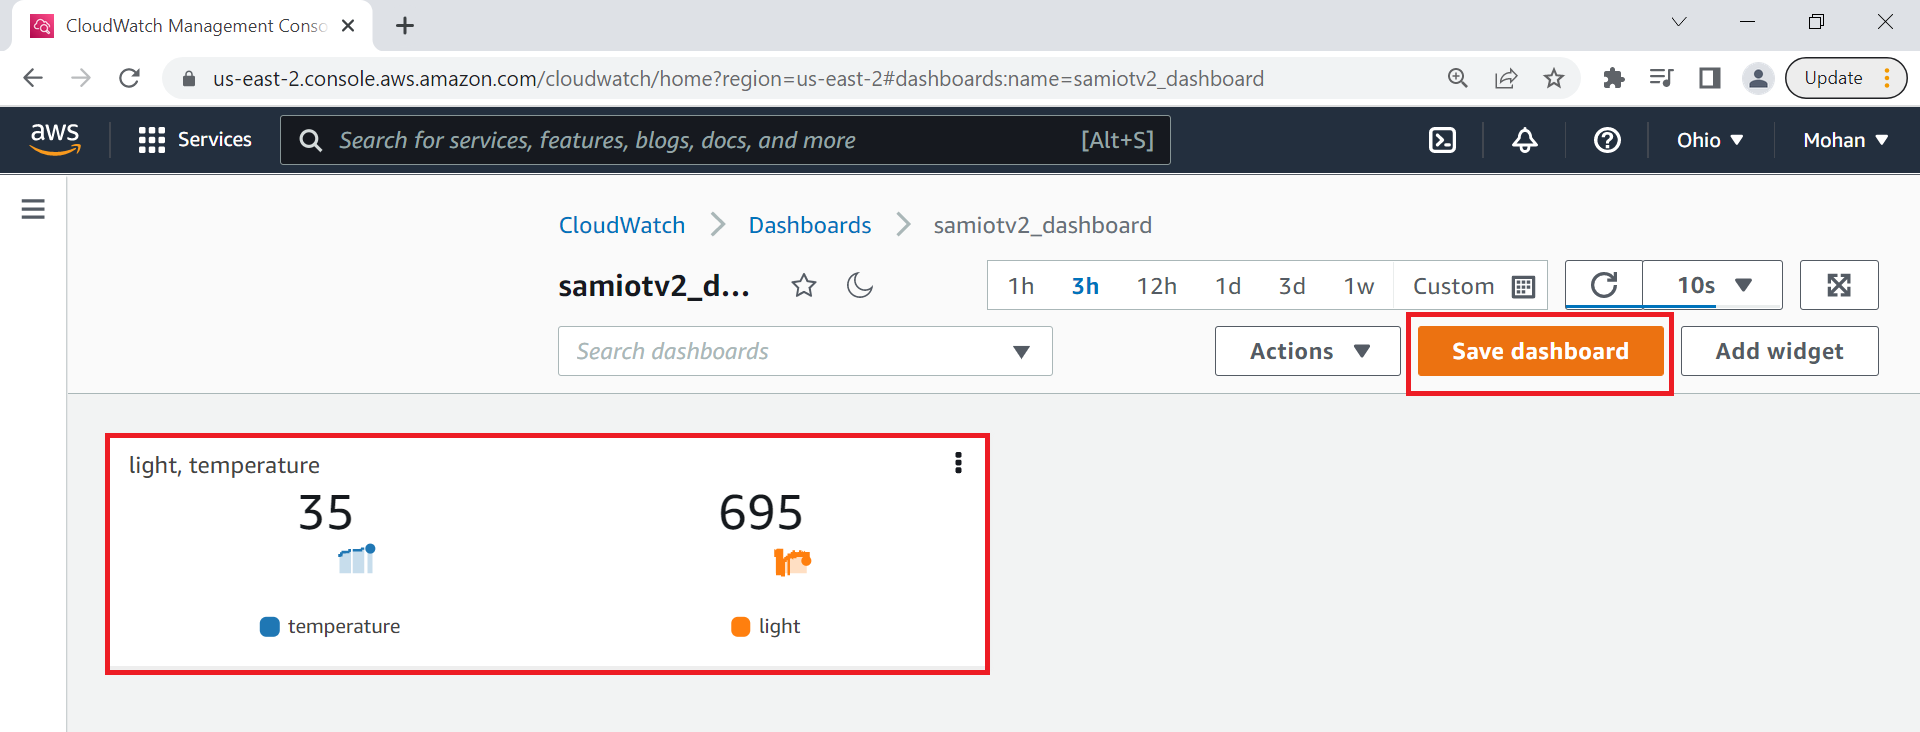 CloudWatch Management Conso
us-east-2.console.aws.amazon.com/cloudwatch/home?region=us-east-2#dashboards:name=samiotv2_dashboard
Update
aws
Services
Search for services, features, blogs, docs, and more
[Alt+S]
Ohio
Mohan
CloudWatch
Dashboards
samiotv2_dashboard
samiotv2_d...
1h 3h 12h 1d 3d 1w Custom
10s
Search dashboards
Actions
Save dashboard
Add widget
light, temperature
35
695
temperature
light